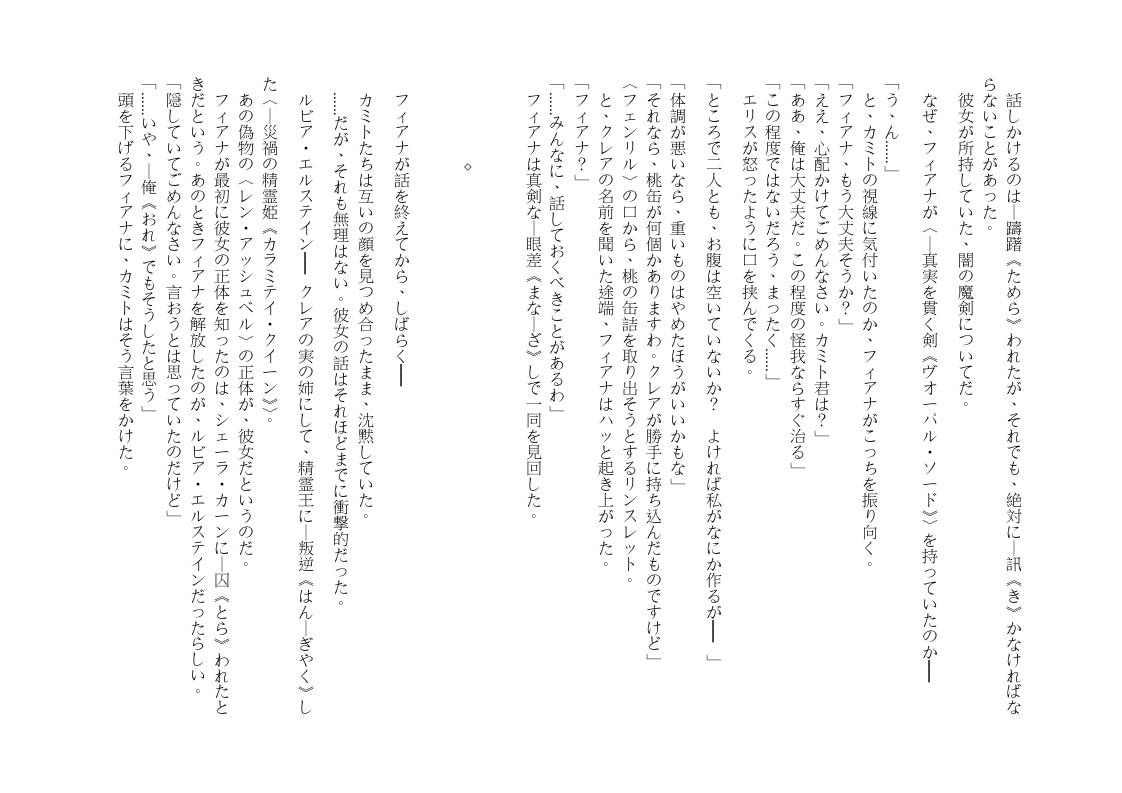 話しかけるのは―躊躇《ためら》われたが、それでも、絶対に―訊《き》かなければな
らないことがあった。
彼女が所持していた、闇の魔剣についてだ。
なぜ、フィアナが〈―真実を貫く剣《ヴオーパル・ソード》〉を持っていたのか━━
「う、ん……」
と、カミトの視線に気付いたのか、フィアナがこっちを振り向く。
「フィアナ、もう大丈夫そうか？」
「ええ、心配かけてごめんなさい。カミト君は？」
「ああ、俺は大丈夫だ。この程度の怪我ならすぐ治る」
「この程度ではないだろう、まったく……」
エリスが怒ったように口を挟んでくる。
「ところで二人とも、お腹は空いていないか？　よければ私がなにか作るが━━　」
「体調が悪いなら、重いものはやめたほうがいいかもな」
「それなら、桃缶が何個かありますわ。クレアが勝手に持ち込んだものですけど」
〈フェンリル〉の口から、桃の缶詰を取り出そうとするリンスレット。
と、クレアの名前を聞いた途端、フィアナはハッと起き上がった。
「フィアナ？」
「……みんなに、話しておくべきことがあるわ」
フィアナは真剣な―眼差《まな―ざ》しで一同を見回した。
◇
フィアナが話を終えてから、しばらく━━
カミトたちは互いの顔を見つめ合ったまま、沈黙していた。
……だが、それも無理はない。彼女の話はそれほどまでに衝撃的だった。
ルビア・エルステイン━━　クレアの実の姉にして、精霊王に―叛逆《はん―ぎやく》し
た〈―災禍の精霊姫《カラミテイ・クイーン》〉。
あの偽物の〈レン・アッシュベル〉の正体が、彼女だというのだ。
フィアナが最初に彼女の正体を知ったのは、シェーラ・カーンに―囚《とら》われたと
きだという。あのときフィアナを解放したのが、ルビア・エルステインだったらしい。
「隠していてごめんなさい。言おうとは思っていたのだけど」
「……いや、―俺《おれ》でもそうしたと思う」
頭を下げるフィアナに、カミトはそう言葉をかけた。